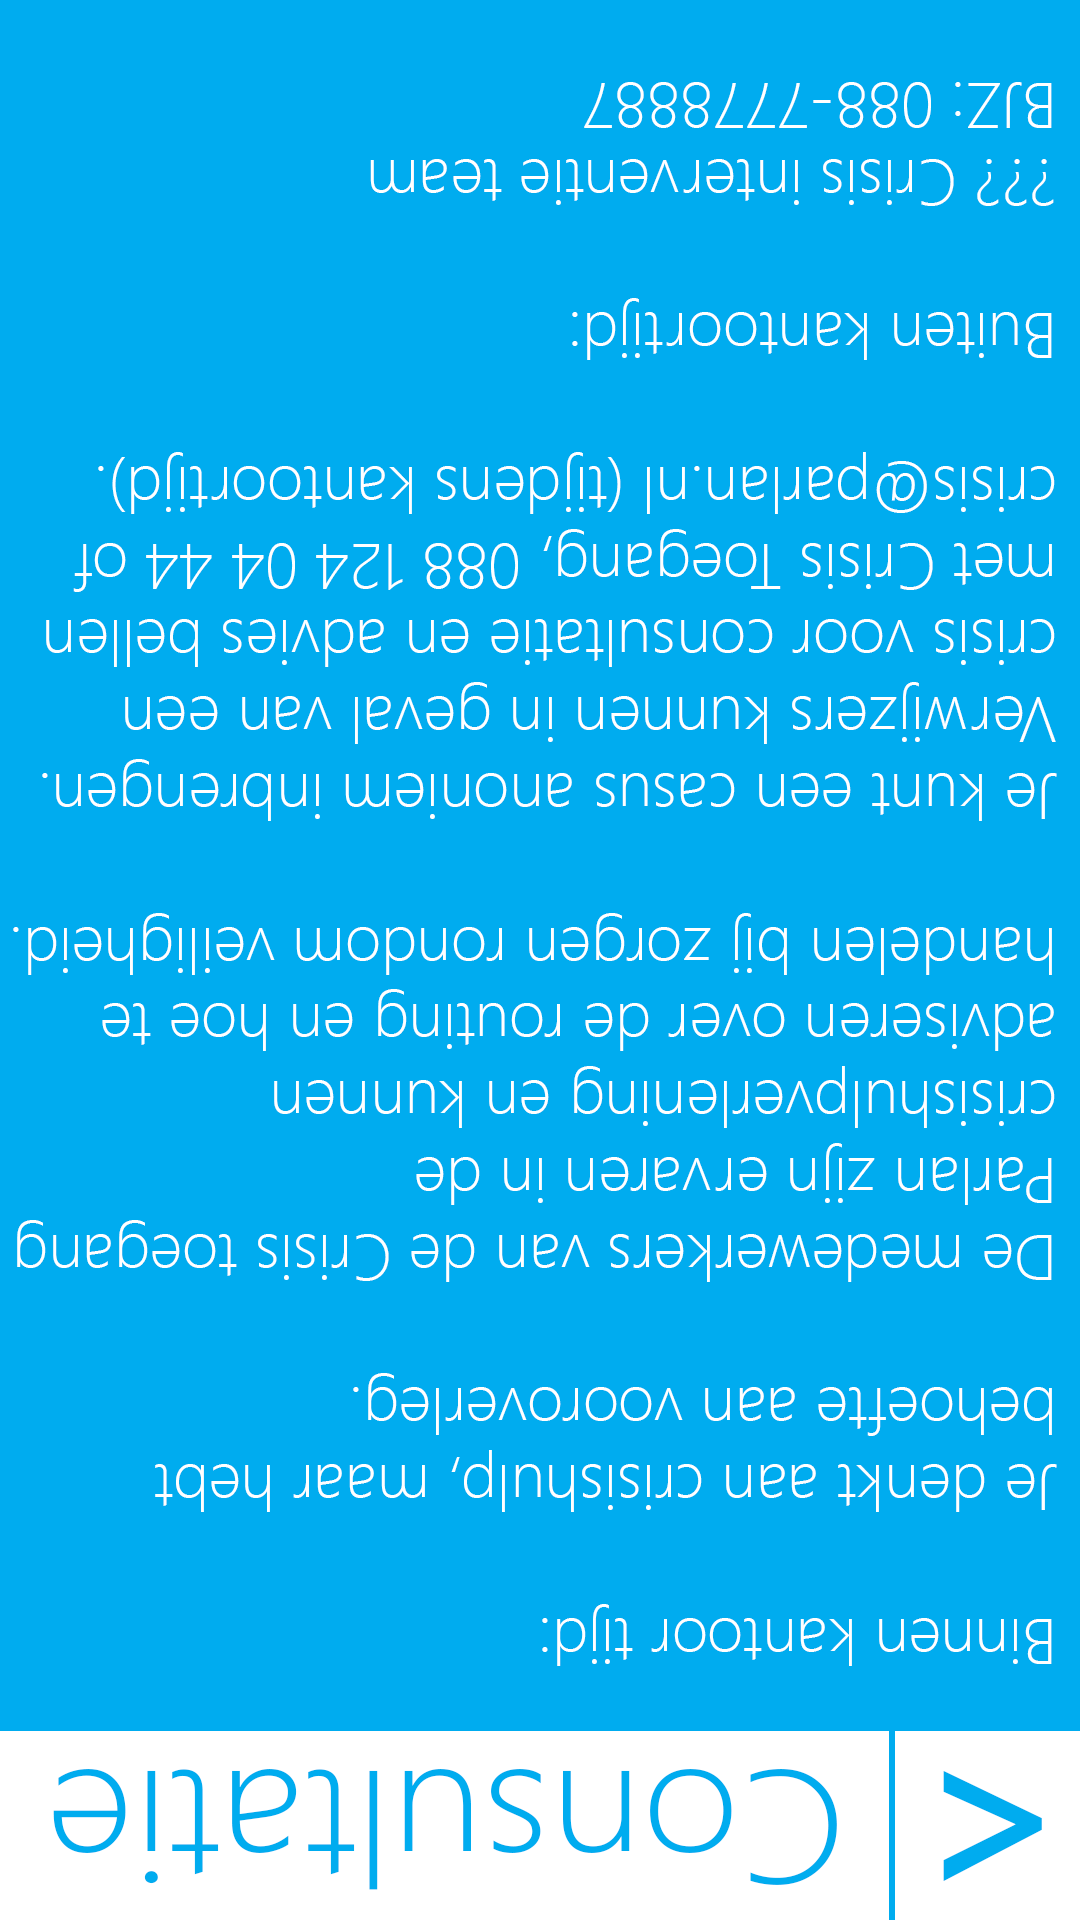 < Consultatie
Binnen kantoor tijd:
Je denkt aan crisishulp, maar hebt
behoefte aan vooroverleg.
De medewerkers van de Crisis toegang
Parlan zijn ervaren in de
crisishulpverlening en kunnen
adviseren over de routing en hoe te
handelen bij zorgen rondom veiligheid.
Je kunt een casus anoniem inbrengen.
Verwijzers kunnen in geval van een
crisis voor consultatie en advies bellen
met Crisis Toegang, 088 124 04 44 of
crisis@parlan.nl (tijdens kantoortijd).
Buiten kantoortijd:
??? Crisis interventie team
BJZ: 088-7778887